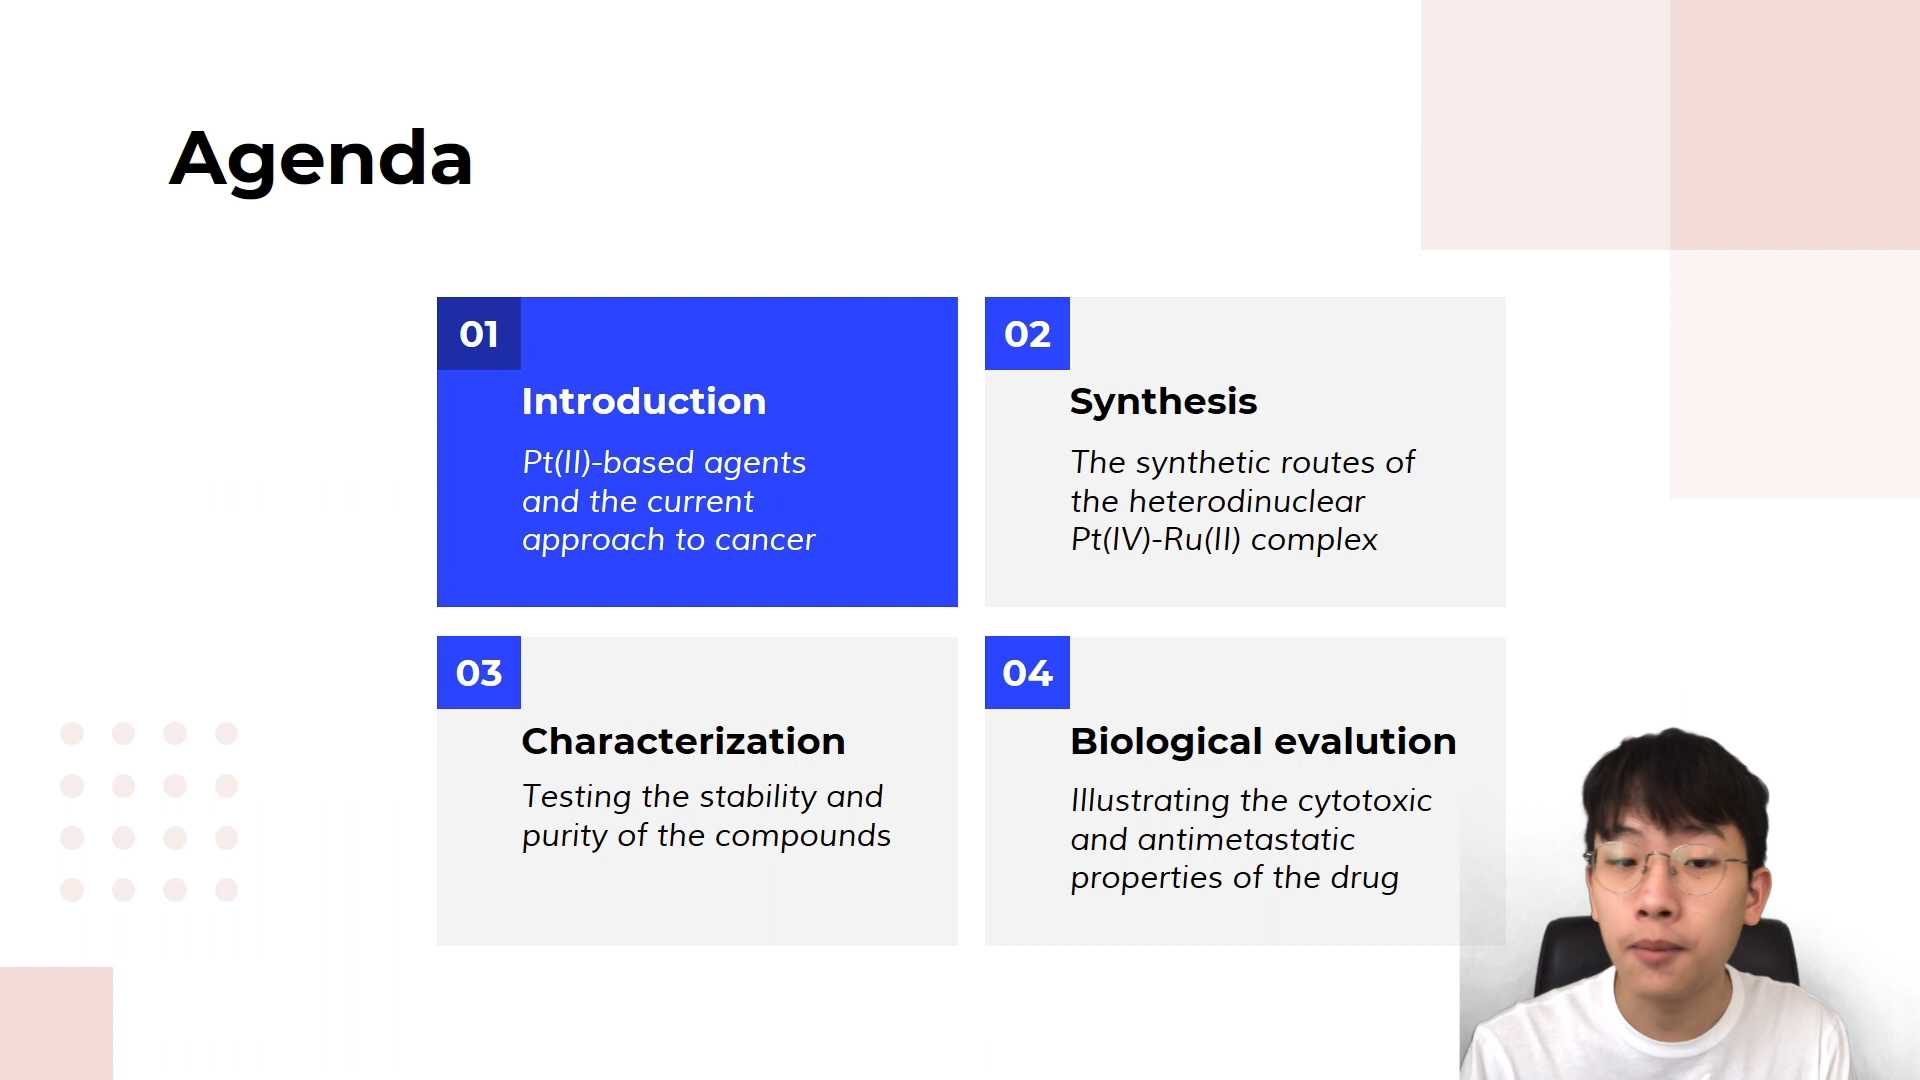 Agenda
01
Introduction
Pt(II)-based agents
and the current
approach to cancer
02
Synthesis
The synthetic routes of
the heterodinuclear
Pt(IV)-Ru(II) complex
03
Characterization
Testing the stability and
purity of the compounds
04
Biological evalution
Illustrating the cytotoxic
and antimetastatic
properties of the drug